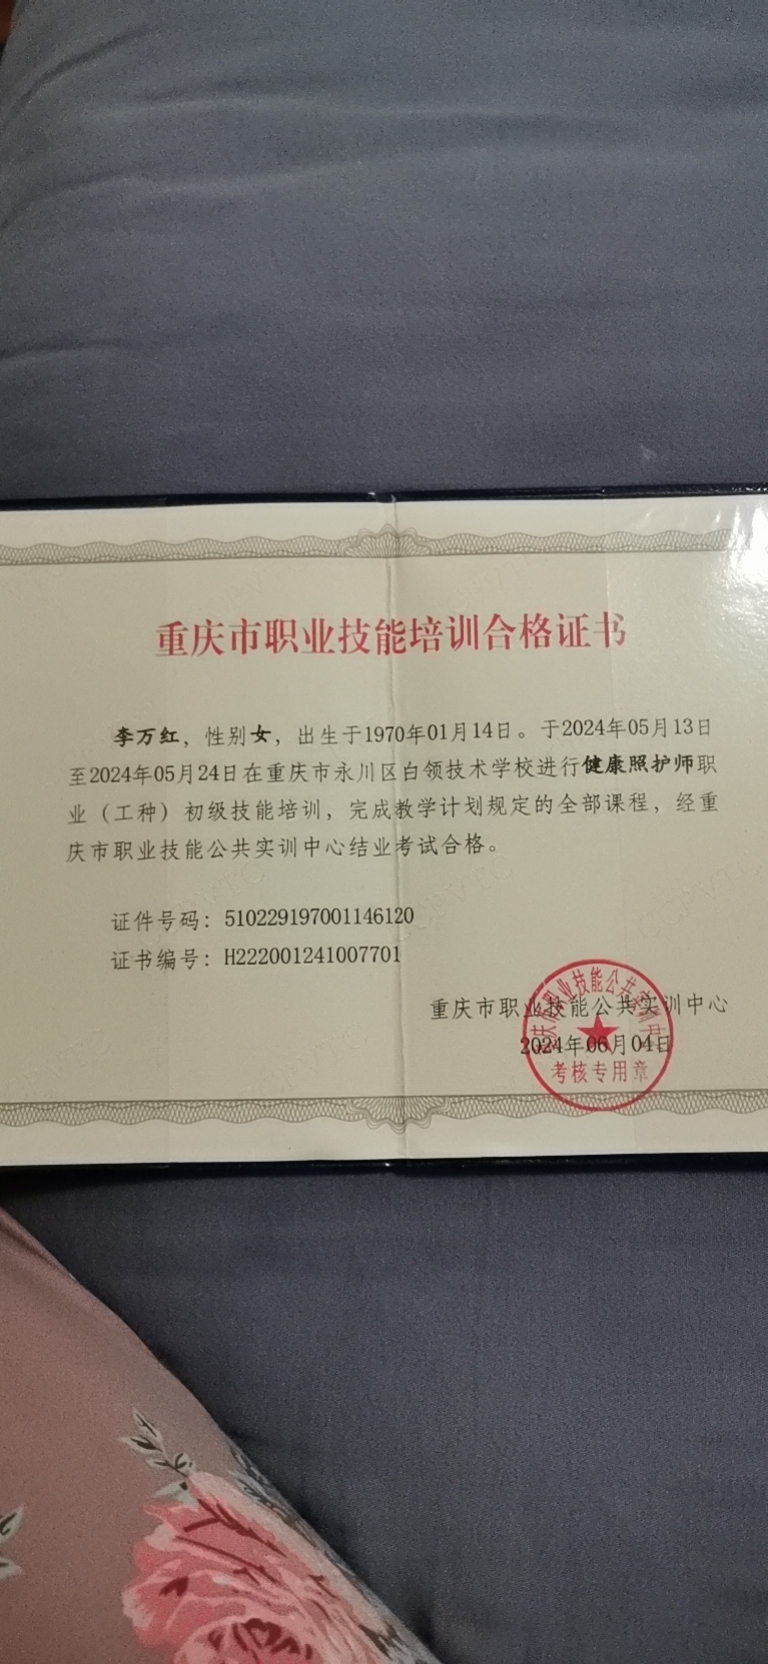 重庆市职业技能培训合格证书
李万红，性别女，出生于1970年01月14日。于2024年05月13日
至2024年05月24日在重庆市永川区白领技术学校进行健康照护师职
业（工种）初级技能培训，完成教学计划规定的全部课程，经重
庆市职业技能公共实训中心结业考试合格。
证件号码：510229197001146120
证书编号：H222001241007701
重庆市职业技能公共实训中心
2024年06月04日
考核专用章